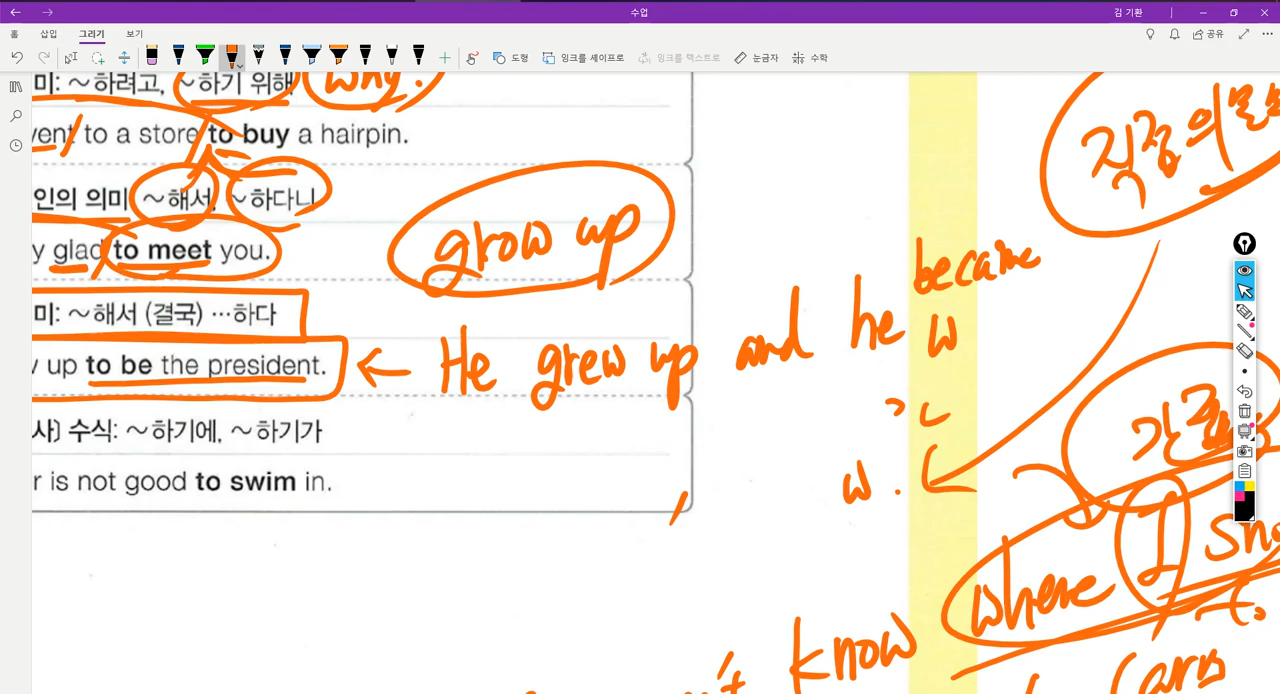 수업
김 기환
홈 삽입 그리기 보기
공유
도형 잉크를 셰이프로 잉크를 텍스트로 눈금자 수학
미: ~하려고, ~하기 위해 why?
went to a store to buy a hairpin.
직접의문
인의 의미 ~해서, ~하다니
y glad to meet you.
grow up
became
미: ~해서 (결국) …하다
w up to be the president. ← He grew up and he w
사) 수식: ~하기에, ~하기가
r is not good to swim in.
w.
where I sho
know